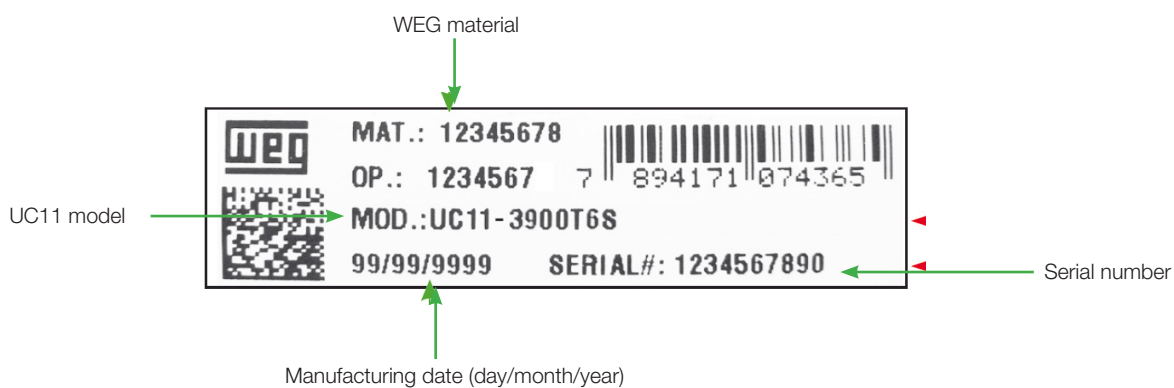 WEG material
weg
MAT.: 12345678
OP.: 1234567
7 894171 074365
UC11 model
MOD.:UC11-3900T6S
99/99/9999 SERIAL#: 1234567890
Serial number
Manufacturing date (day/month/year)